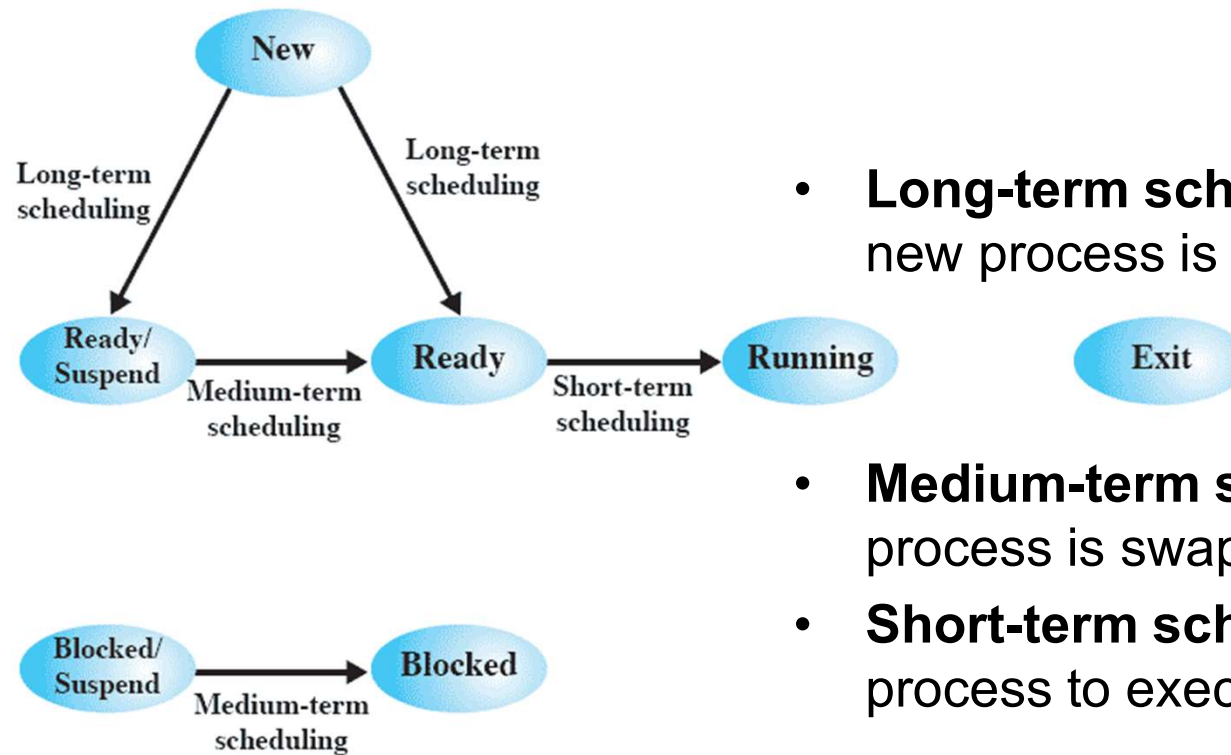 New
Long-term
scheduling
Long-term
scheduling
Ready/
Suspend
Medium-term
scheduling
Ready
Short-term
scheduling
Running
Exit
Blocked/
Suspend
Medium-term
scheduling
Blocked
• Long-term sch
new process is
• Medium-term s
process is swap
• Short-term sch
process to exec